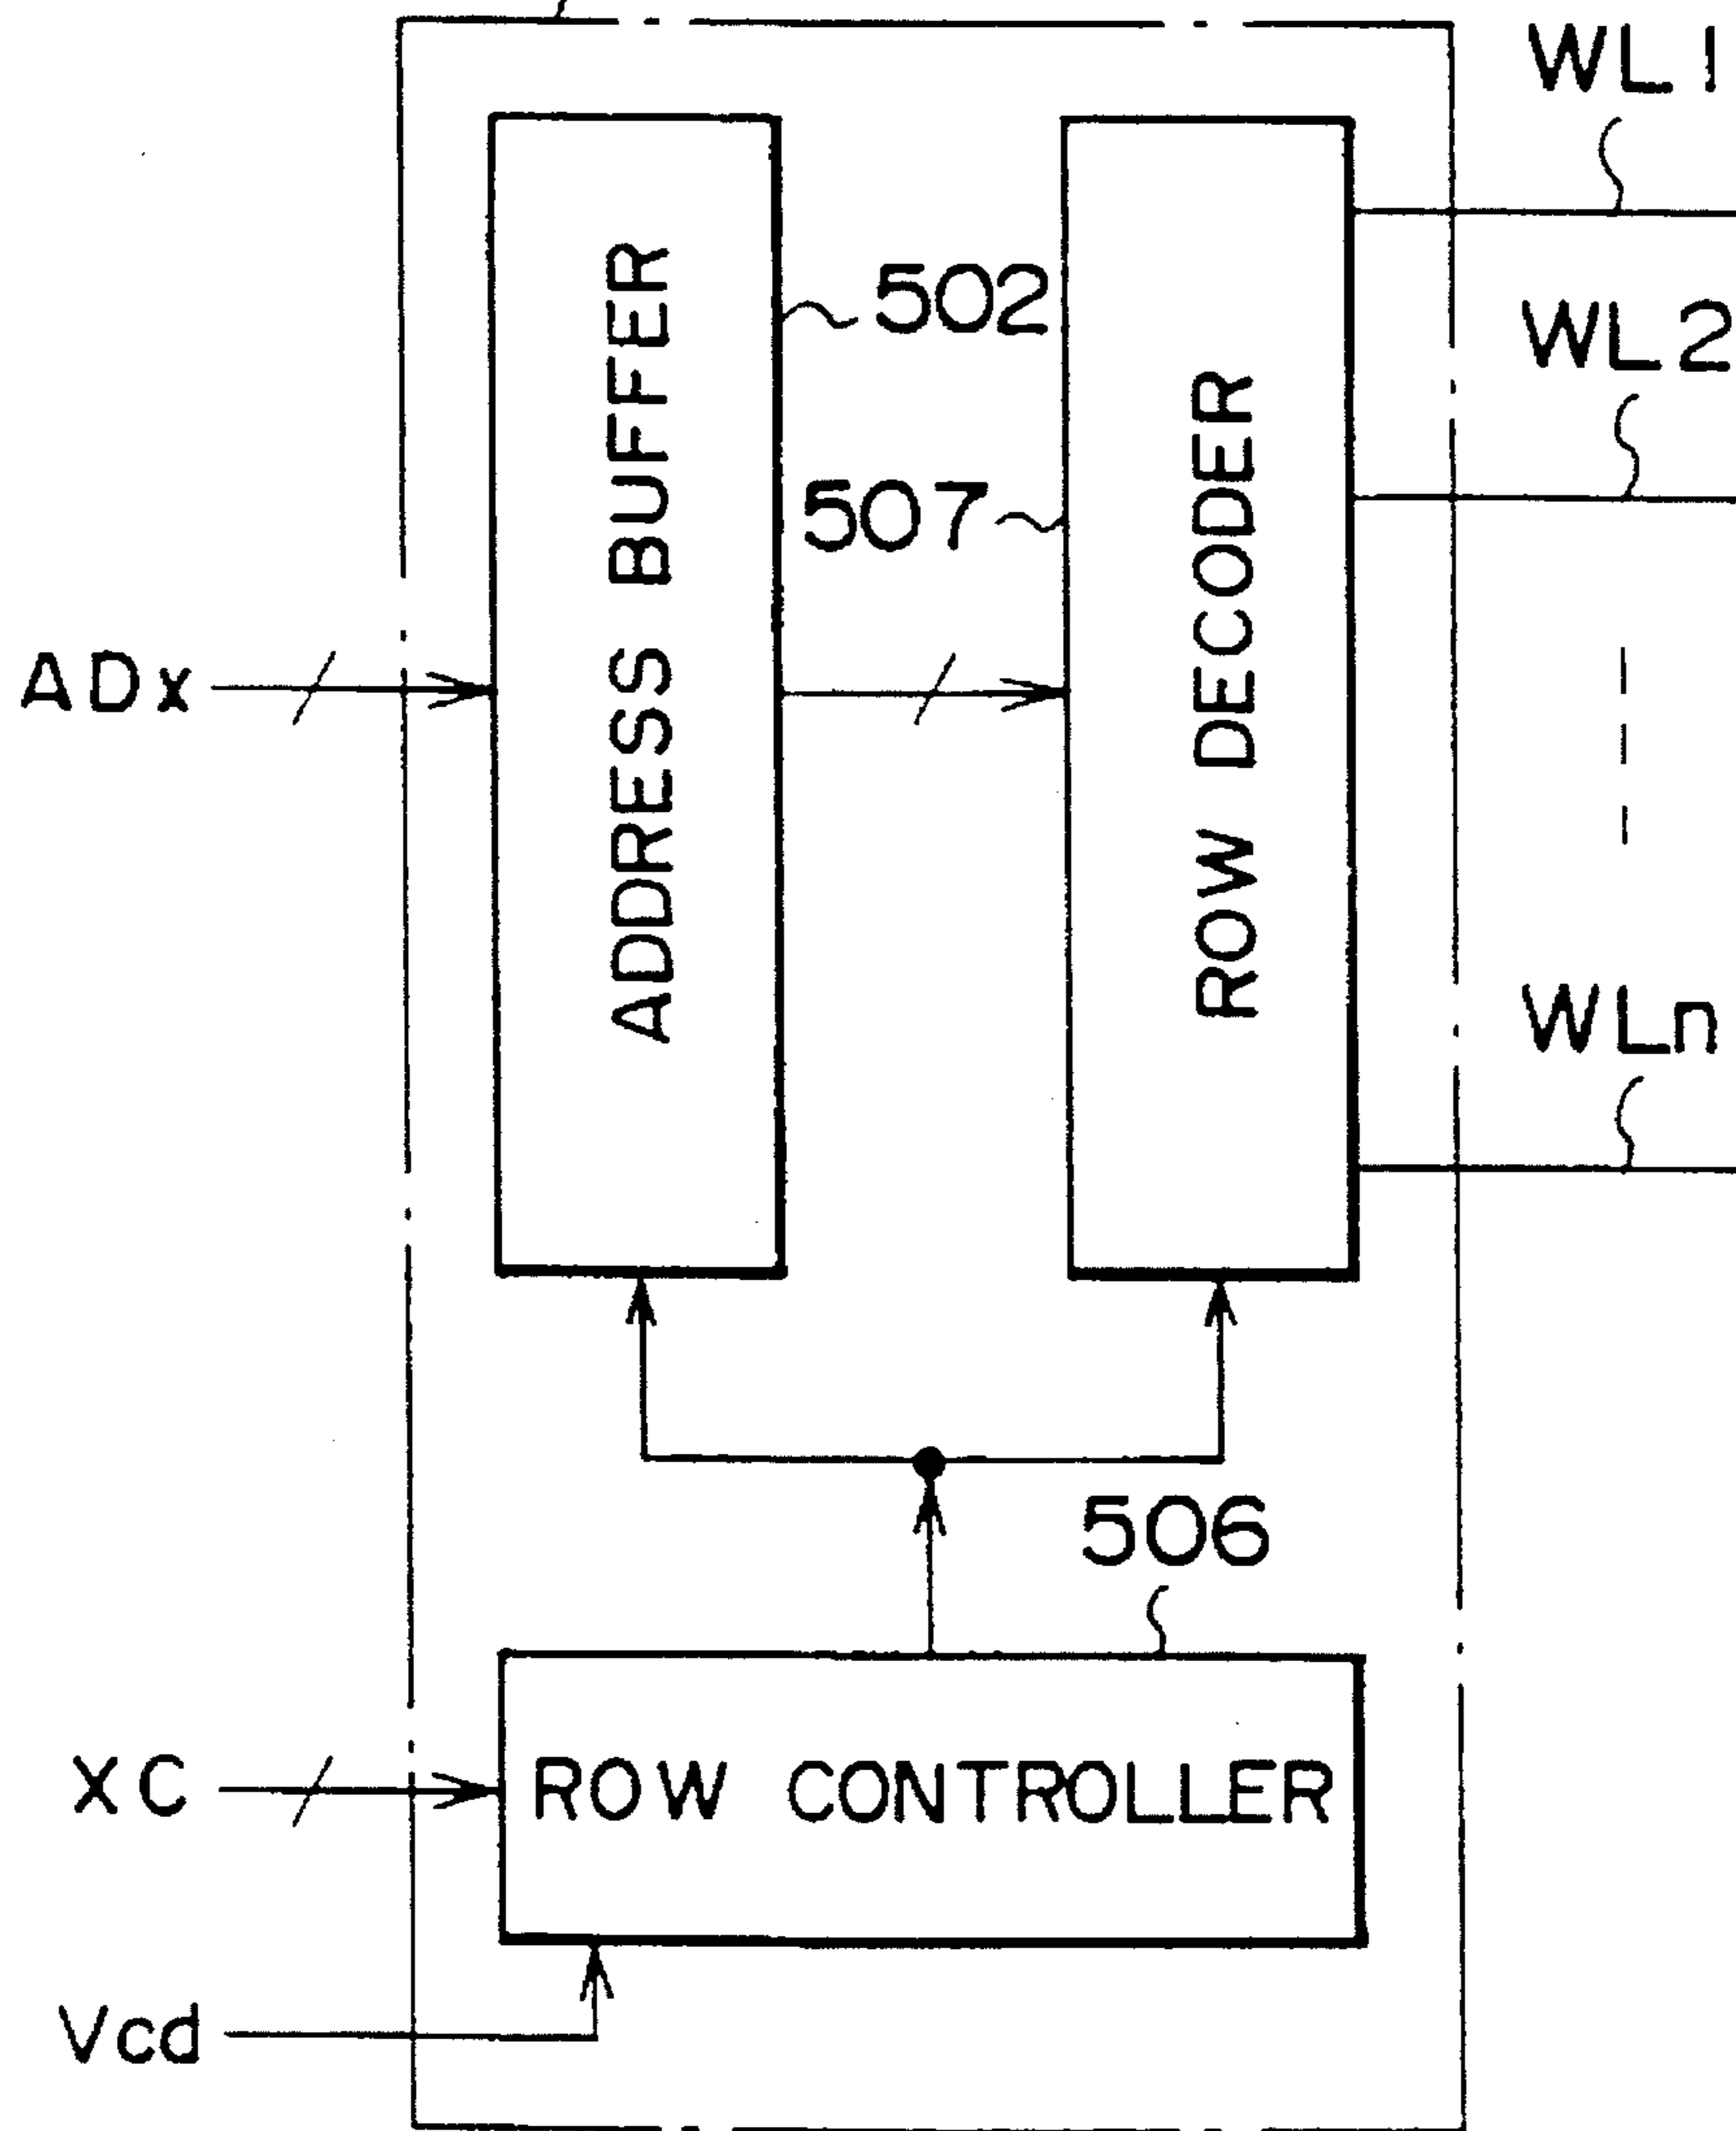 WL1
502
WL2
507
ADDRESS BUFFER
ROW DECODER
ADx
WLn
506
XC
ROW CONTROLLER
Vcd